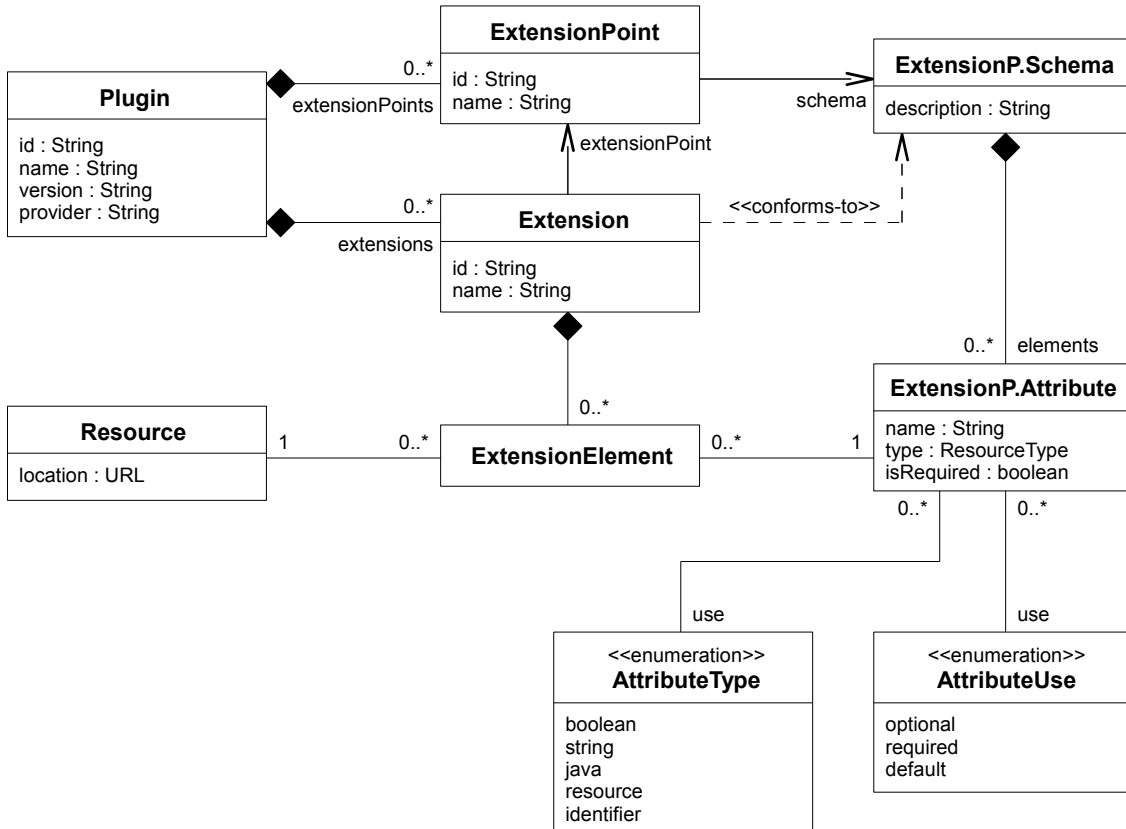 ExtensionPoint
id : String
name : String
0..*
extensionPoints
Plugin
id : String
name : String
version : String
provider : String
0..*
extensions
schema
ExtensionP.Schema
description : String
extensionPoint
Extension
id : String
name : String
<<conforms-to>>
0..*
elements
0..*
ExtensionP.Attribute
name : String
type : ResourceType
isRequired : boolean
Resource
location : URL
1
0..*
ExtensionElement
0..*
1
0..*
0..*
use
use
<<enumeration>>
AttributeType
boolean
string
java
resource
identifier
<<enumeration>>
AttributeUse
optional
required
default